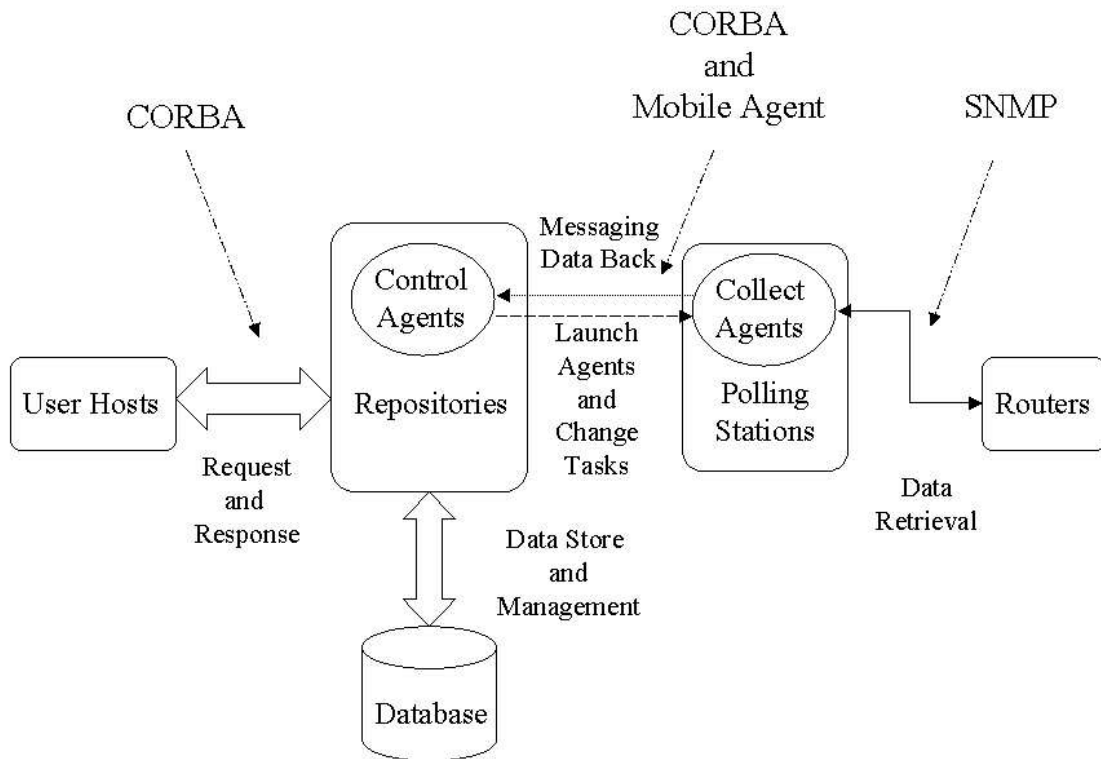 CORBA
and
Mobile Agent
CORBA
SNMP
Messaging
Data Back
Control
Agents
Collect
Agents
Launch
Agents
and
Change
Tasks
User Hosts
Repositories
Polling
Stations
Routers
Request
and
Response
Data
Retrieval
Data Store
and
Management
Database